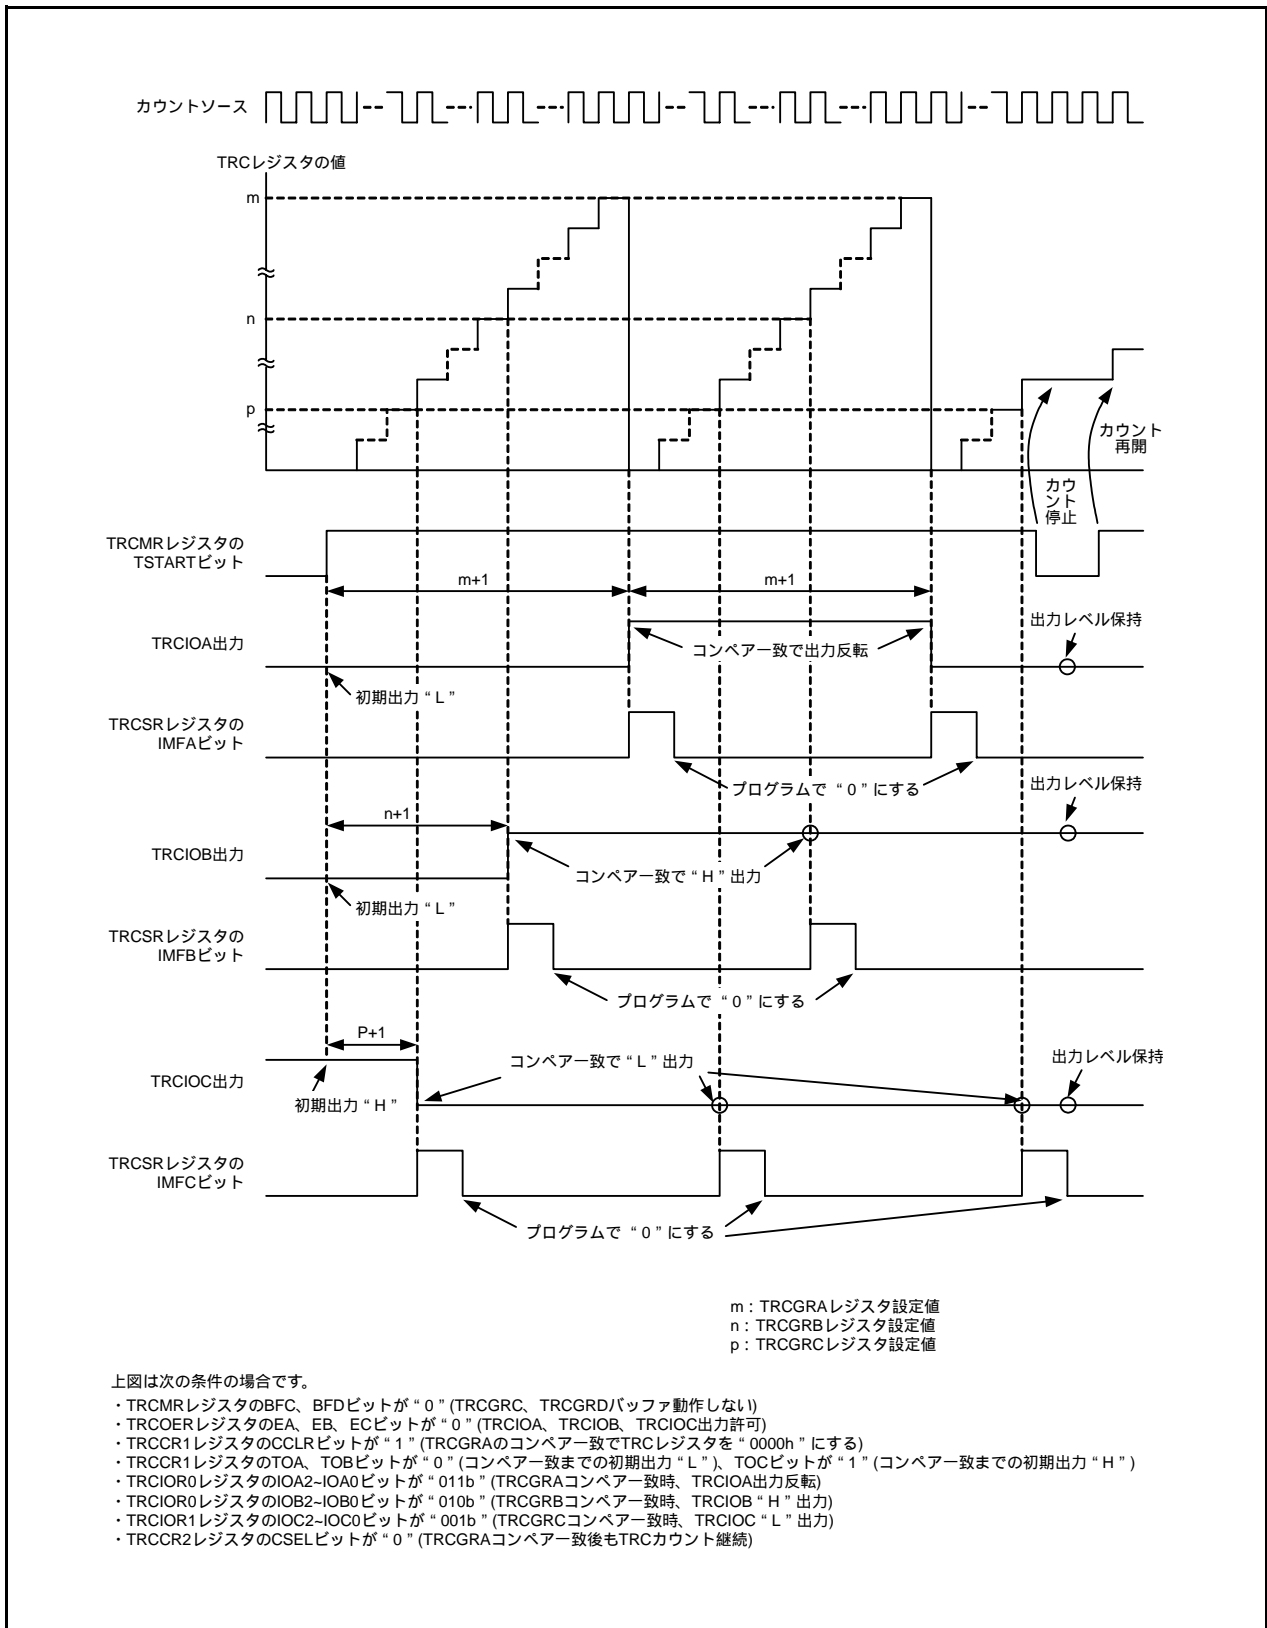 カウントソース
TRCレジスタの値
m
n
p
カウント
再開
カウ
ント
停止
TRCMRレジスタの
TSTARTビット
m+1
m+1
TRCIOA出力
コンペア一致で出力反転
出力レベル保持
初期出力“L”
TRCSRレジスタの
IMFAビット
プログラムで“0”にする
出力レベル保持
n+1
TRCIOB出力
コンペア一致で“H”出力
初期出力“L”
TRCSRレジスタの
IMFBビット
プログラムで“0”にする
P+1
コンペア一致で“L”出力
出力レベル保持
TRCIOC出力
初期出力“H”
TRCSRレジスタの
IMFCビット
プログラムで“0”にする
m:TRCGRAレジスタ設定値
n:TRCGRBレジスタ設定値
p:TRCGRCレジスタ設定値
上図は次の条件の場合です。
・TRCMRレジスタのBFC、BFDビットが“0”(TRCGRC、TRCGRDバッファ動作しない)
・TRCOERレジスタのEA、EB、ECビットが“0”(TRCIOA、TRCIOB、TRCIOC出力許可)
・TRCCR1レジスタのCCLRビットが“1”(TRCGRAのコンペア一致でTRCレジスタを“0000h”にする)
・TRCCR1レジスタのTOA、TOBビットが“0”(コンペア一致までの初期出力“L”)、TOCビットが“1”(コンペア一致までの初期出力“H”)
・TRCIOR0レジスタのIOA2~IOA0ビットが“011b”(TRCGRAコンペア一致時、TRCIOA出力反転)
・TRCIOR0レジスタのIOB2~IOB0ビットが“010b”(TRCGRBコンペア一致時、TRCIOB“H”出力)
・TRCIOR1レジスタのIOC2~IOC0ビットが“001b”(TRCGRCコンペア一致時、TRCIOC“L”出力)
・TRCCR2レジスタのCSELビットが“0”(TRCGRAコンペア一致後もTRCカウント継続)